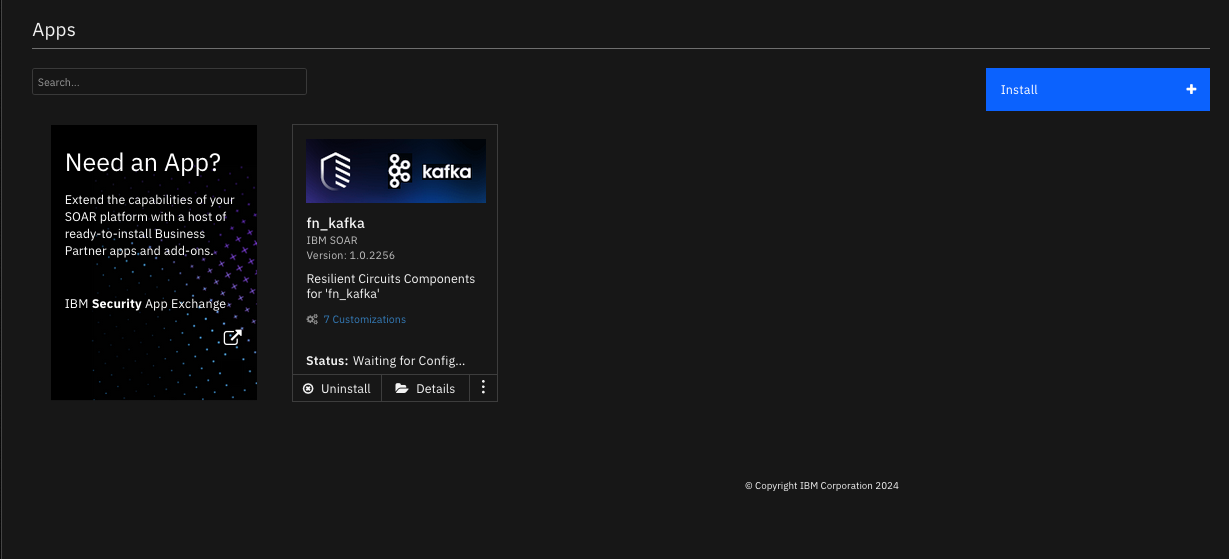 Apps
Search...
Install
Need an App?
Extend the capabilities of your
SOAR platform with a host of
ready-to-install Business
Partner apps and add-ons.
IBM Security App Exchange
kafka
fn_kafka
IBM SOAR
Version: 1.0.2256
Resilient Circuits Components
for 'fn_kafka'
7 Customizations
Status: Waiting for Config...
Uninstall
Details
© Copyright IBM Corporation 2024